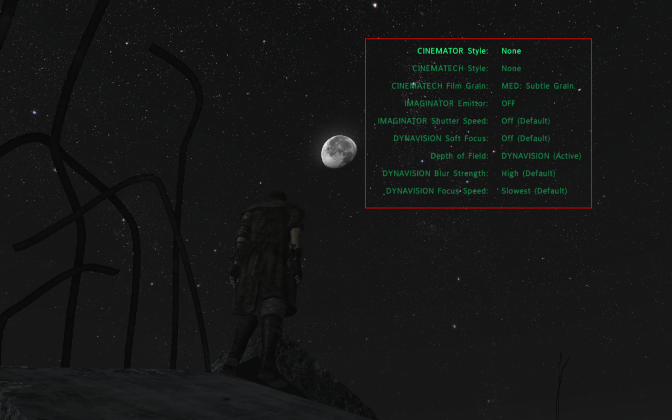 CINEMATOR Style: None
CINEMATECH Style: None
CINEMATECH Film Grain: MED: Subtle Grain
IMAGINATOR Emittor: OFF
IMAGINATOR Shutter Speed: Off (Default)
DYNAVISION Soft Focus: Off (Default)
Depth of Field: DYNAVISION (Active)
DYNAVISION Blur Strength: High (Default)
DYNAVISION Focus Speed: Slowest (Default)